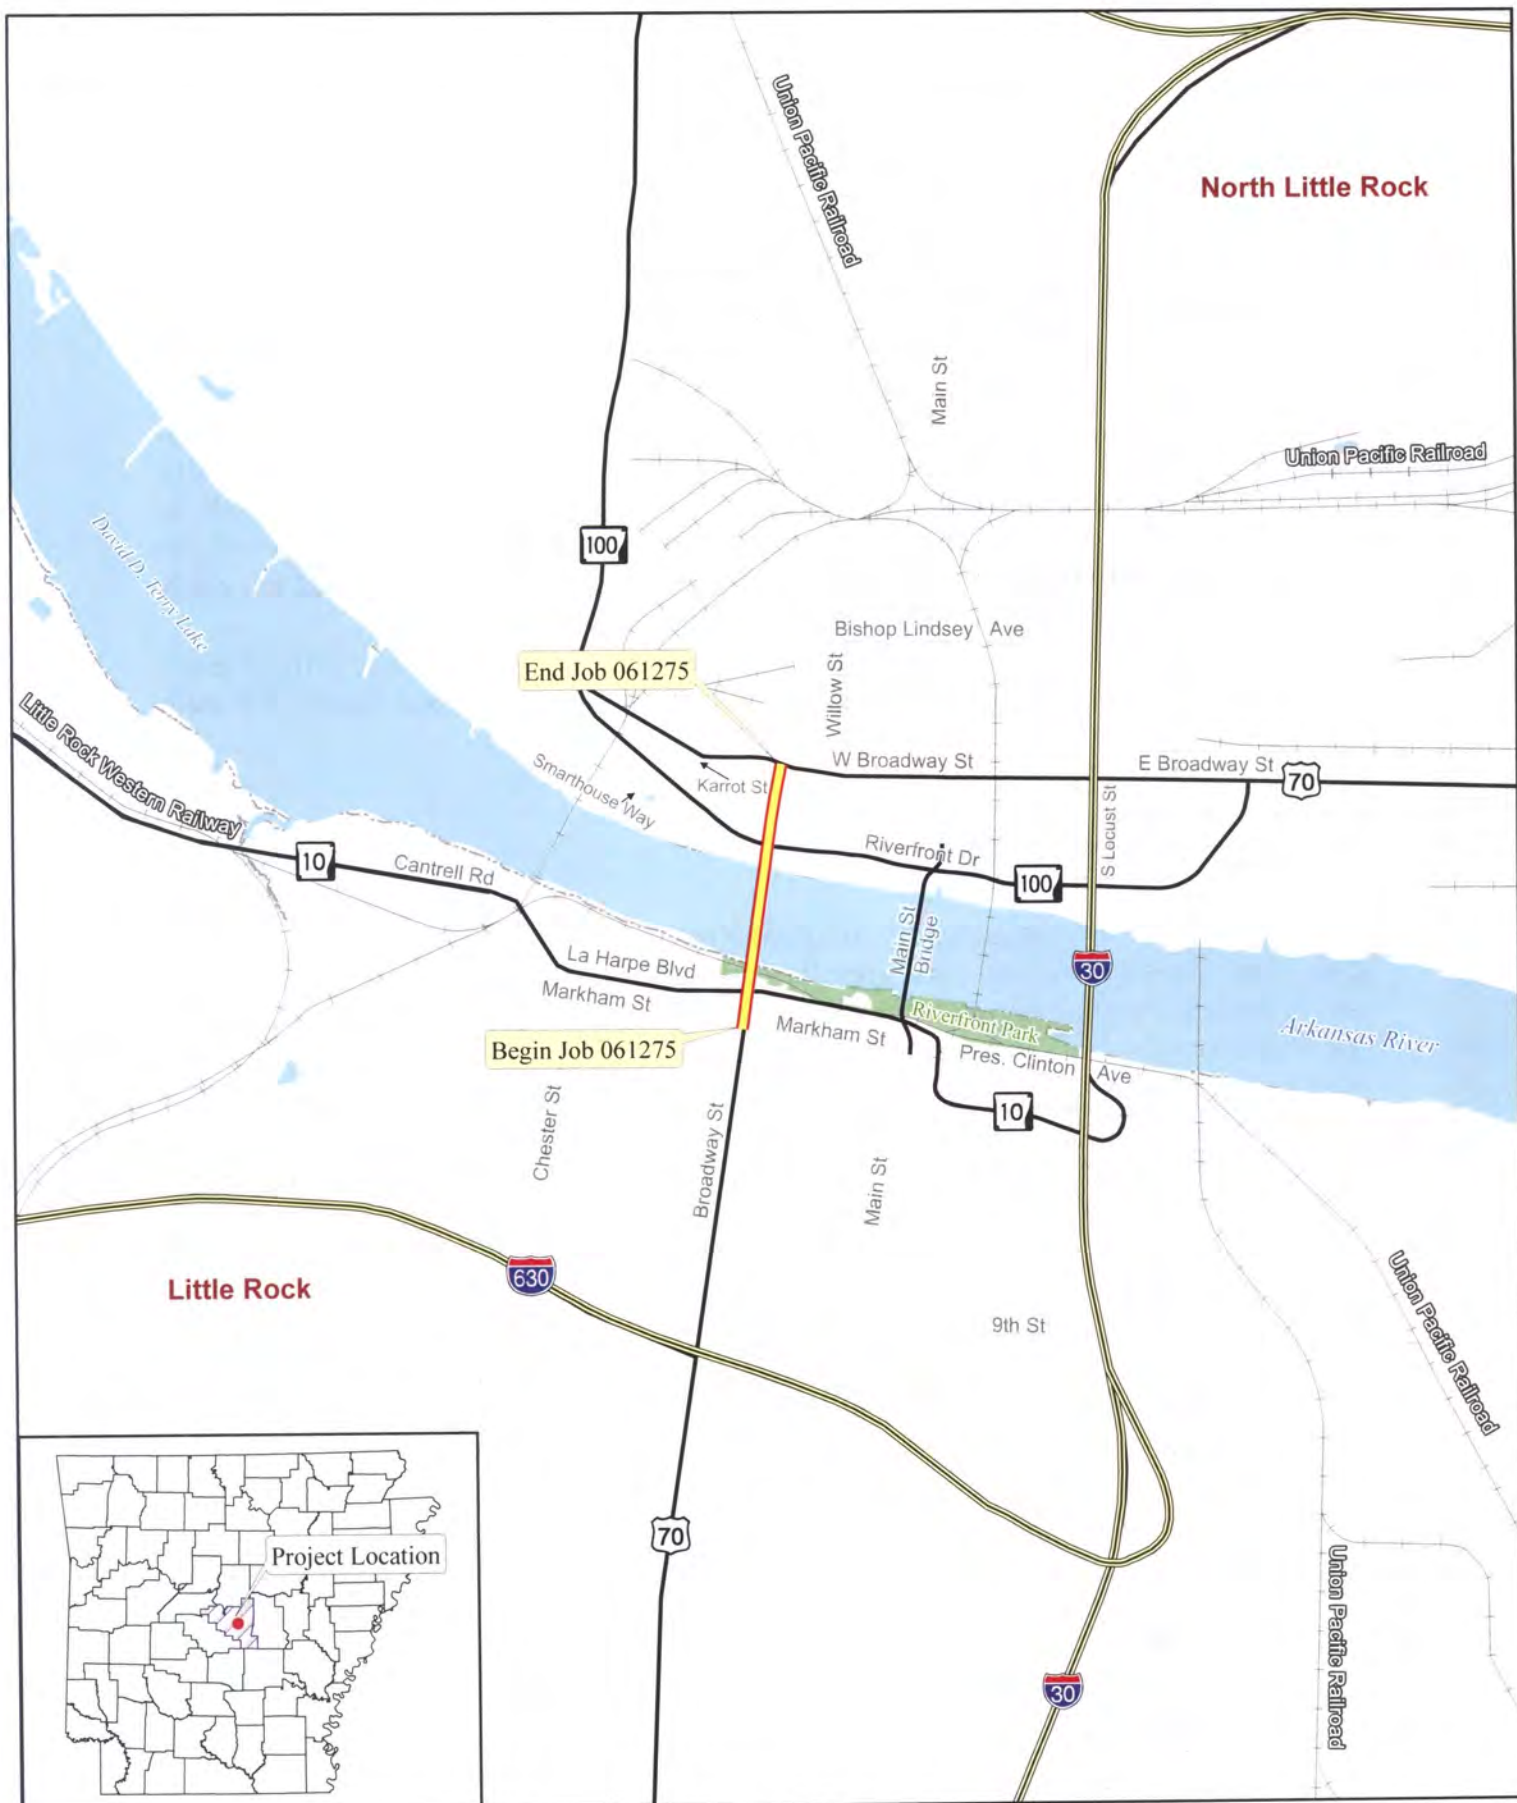 Union Pacific Railroad
North Little Rock
Main St
Union Pacific Railroad
100
David D. Terry Lake
Bishop Lindsey Ave
End Job 061275
Willow St
Little Rock Western Railway
W Broadway St
E Broadway St
70
Smarthouse Way
Karrot St
S Locust St
10
Cantrell Rd
Riverfront Dr
100
Main St
Bridge
30
La Harpe Blvd
Markham St
Riverfront Park
Arkansas River
Markham St
Begin Job 061275
Pres. Clinton Ave
10
Chester St
Broadway St
Main St
630
Little Rock
9th St
Union Pacific Railroad
70
Project Location
Union Pacific Railroad
30